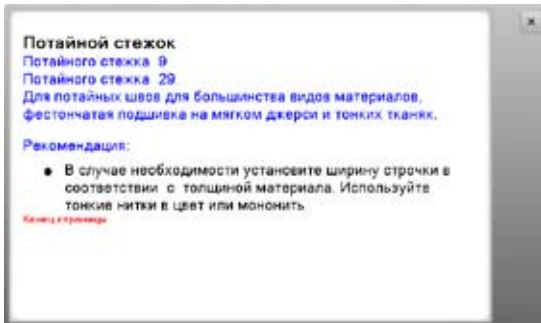 Потайной стежок
Потайного стежка 9
Потайного стежка 29
Для потайных швов для большинства видов материалов,
фестончатая подшивка на мягком джерси и тонких тканях.
Рекомендация:
• В случае необходимости установите ширину строчки в
соответствии с толщиной материала. Используйте
тонкие нитки в цвет или мононить
Конец страницы